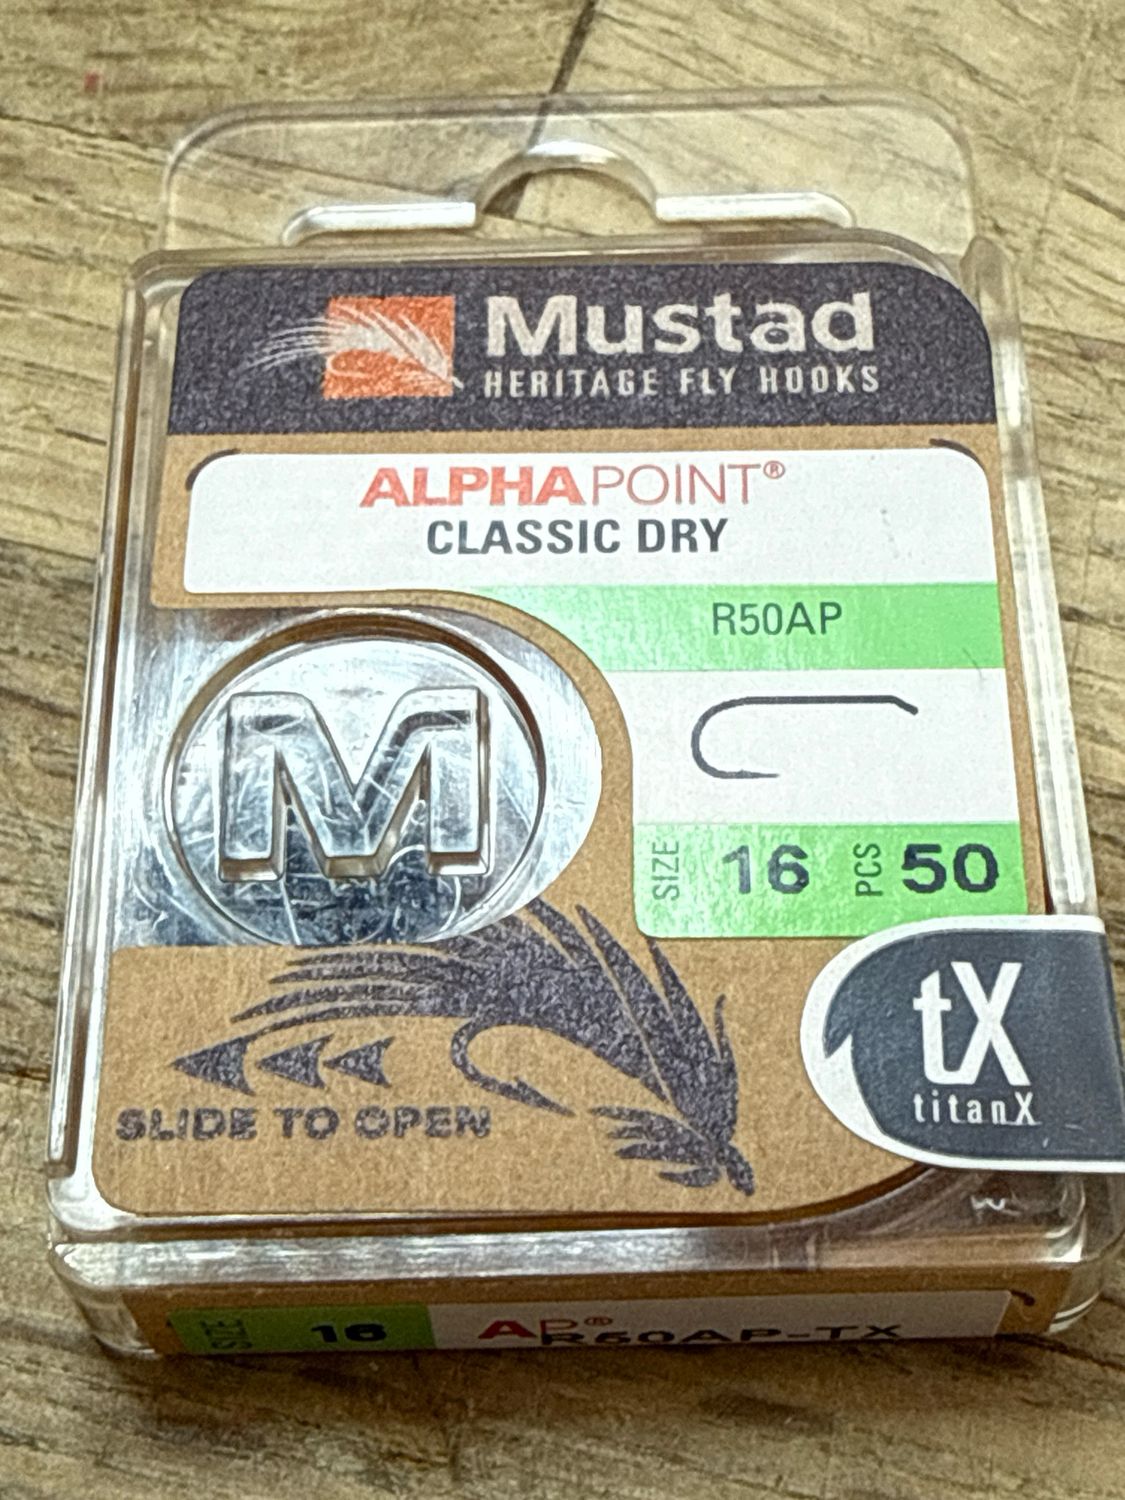 Mustad
HERITAGE FLY HOOKS
ALPHAPOINT®
CLASSIC DRY
R50AP
M
SIZE 16 PCS 50
tX
titanX
SLIDE TO OPEN
SIZE 16 AP® R50AP-TX